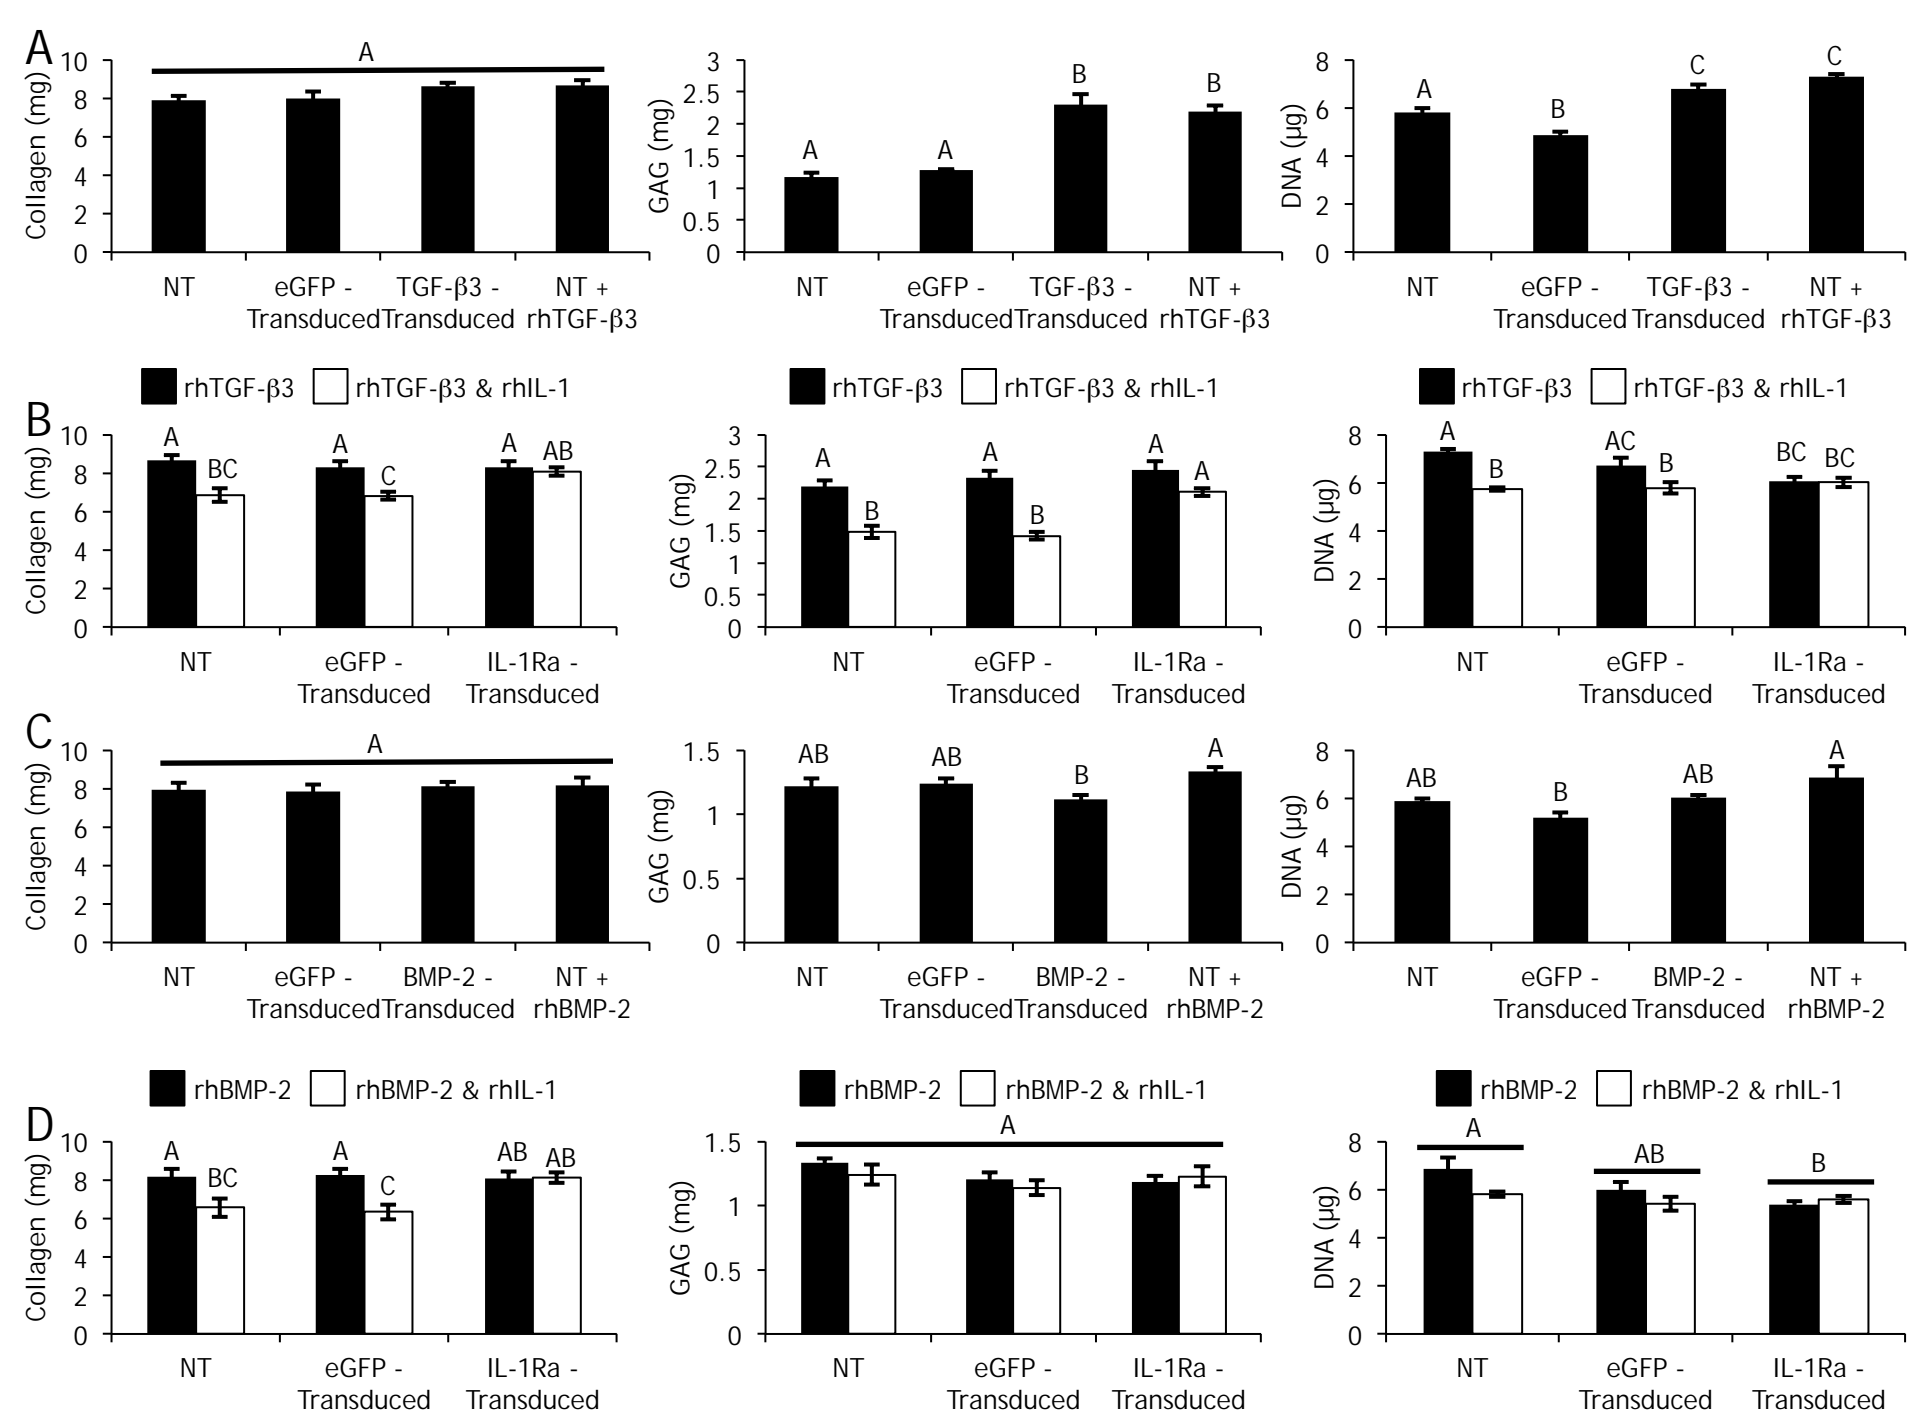 A
A
10
8
6
4
2
0
Collagen (mg)
NT
eGFP -
Transduced
TGF-β3 -
Transduced
NT +
rhTGF-β3
3
2.5
2
1.5
1
0.5
0
GAG (mg)
A
A
B
B
NT
eGFP -
Transduced
TGF-β3 -
Transduced
NT +
rhTGF-β3
8
6
4
2
0
DNA (µg)
A
B
C
C
NT
eGFP -
Transduced
TGF-β3 -
Transduced
NT +
rhTGF-β3
B
rhTGF-β3
rhTGF-β3 & rhIL-1
10
8
6
4
2
0
Collagen (mg)
A
BC
A
C
A
AB
NT
eGFP -
Transduced
IL-1Ra -
Transduced
rhTGF-β3
rhTGF-β3 & rhIL-1
3
2.5
2
1.5
1
0.5
0
GAG (mg)
A
B
A
B
A
A
NT
eGFP -
Transduced
IL-1Ra -
Transduced
rhTGF-β3
rhTGF-β3 & rhIL-1
8
6
4
2
0
DNA (µg)
A
B
AC
B
BC
BC
NT
eGFP -
Transduced
IL-1Ra -
Transduced
C
A
10
8
6
4
2
0
Collagen (mg)
NT
eGFP -
Transduced
BMP-2 -
Transduced
NT +
rhBMP-2
1.5
1
0.5
0
GAG (mg)
AB
AB
B
A
NT
eGFP -
Transduced
BMP-2 -
Transduced
NT +
rhBMP-2
8
6
4
2
0
DNA (µg)
AB
B
AB
A
NT
eGFP -
Transduced
BMP-2 -
Transduced
NT +
rhBMP-2
D
rhBMP-2
rhBMP-2 & rhIL-1
10
8
6
4
2
0
Collagen (mg)
A
BC
A
C
AB
AB
NT
eGFP -
Transduced
IL-1Ra -
Transduced
rhBMP-2
rhBMP-2 & rhIL-1
A
1.5
1
0.5
0
GAG (mg)
NT
eGFP -
Transduced
IL-1Ra -
Transduced
rhBMP-2
rhBMP-2 & rhIL-1
8
6
4
2
0
DNA (µg)
A
AB
B
NT
eGFP -
Transduced
IL-1Ra -
Transduced